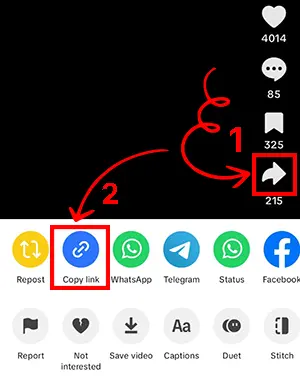 4014
85
325
1
215
2
Repost Copy link WhatsApp Telegram Status Facebook
Report Not interested Save video Captions Duet Stitch
Aa